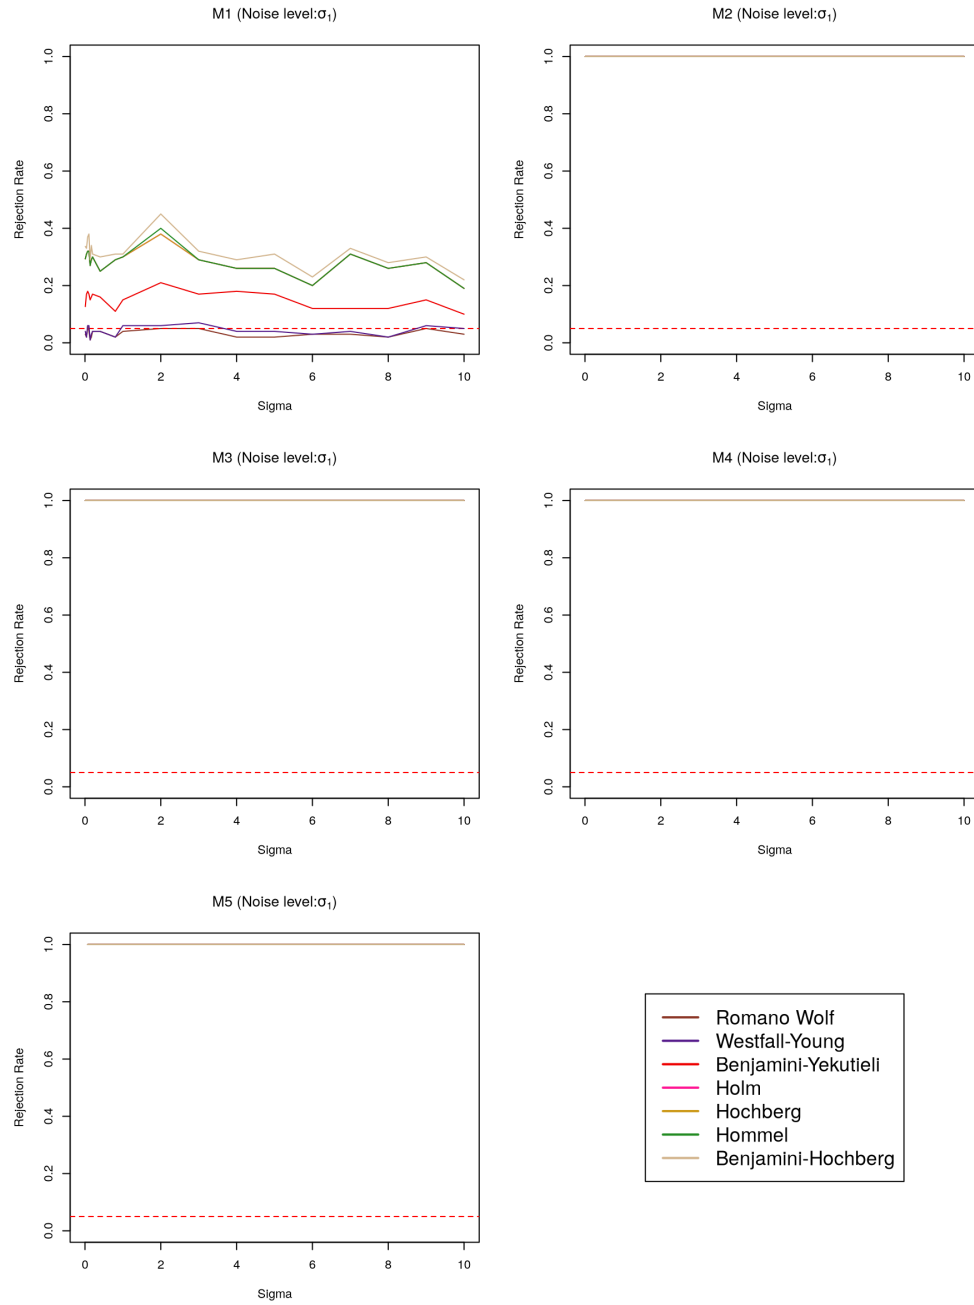 M1 (Noise level:σ₁)
Rejection Rate
1.0
0.8
0.6
0.4
0.2
0.0
0 2 4 6 8 10
Sigma
M2 (Noise level:σ₁)
Rejection Rate
1.0
0.8
0.6
0.4
0.2
0.0
0 2 4 6 8 10
Sigma
M3 (Noise level:σ₁)
Rejection Rate
1.0
0.8
0.6
0.4
0.2
0.0
0 2 4 6 8 10
Sigma
M4 (Noise level:σ₁)
Rejection Rate
1.0
0.8
0.6
0.4
0.2
0.0
0 2 4 6 8 10
Sigma
M5 (Noise level:σ₁)
Rejection Rate
1.0
0.8
0.6
0.4
0.2
0.0
0 2 4 6 8 10
Sigma
Romano Wolf
Westfall-Young
Benjamini-Yekutieli
Holm
Hochberg
Hommel
Benjamini-Hochberg